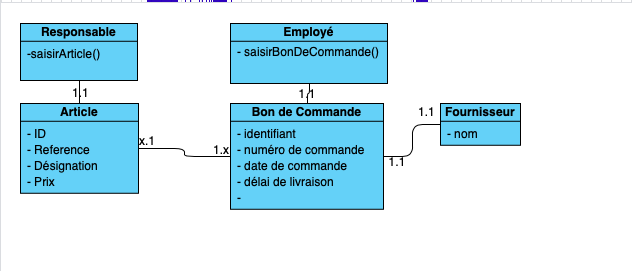 Responsable
-saisirArticle()
Employé
- saisirBonDeCommande()
1.1
1.1
Article
- ID
- Reference
- Désignation
- Prix
x.1
1.x
Bon de Commande
- identifiant
- numéro de commande
- date de commande
- délai de livraison
-
1.1
1.1
Fournisseur
- nom